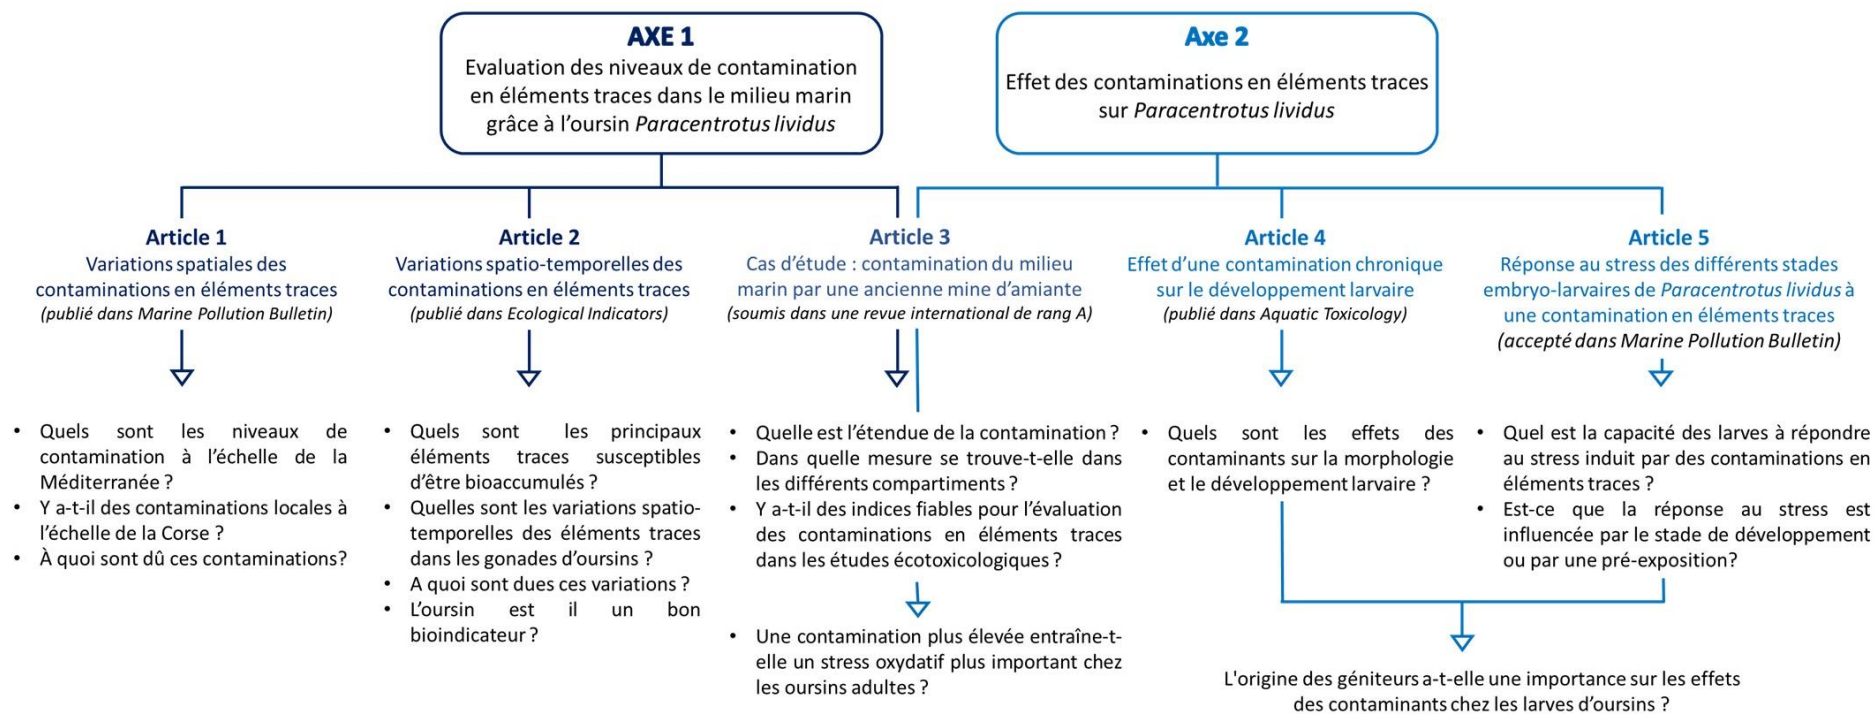 AXE 1
Evaluation des niveaux de contamination
en éléments traces dans le milieu marin
grâce à l'oursin Paracentrotus lividus
Axe 2
Effet des contaminations en éléments traces
sur Paracentrotus lividus
Article 1
Variations spatiales des
contaminations en éléments traces
(publié dans Marine Pollution Bulletin)
Article 2
Variations spatio-temporelles des
contaminations en éléments traces
(publié dans Ecological Indicators)
Article 3
Cas d'étude : contamination du milieu
marin par une ancienne mine d'amiante
(soumis dans une revue international de rang A)
Article 4
Effet d'une contamination chronique
sur le développement larvaire
(publié dans Aquatic Toxicology)
Article 5
Réponse au stress des différents stades
embryo-larvaires de Paracentrotus lividus à
une contamination en éléments traces
(accepté dans Marine Pollution Bulletin)
• Quels sont les niveaux de
contamination à l'échelle de la
Méditerranée ?
• Y a-t-il des contaminations locales à
l'échelle de la Corse ?
• À quoi sont dû ces contaminations?
• Quels sont les principaux
éléments traces susceptibles
d'être bioaccumulés ?
• Quelles sont les variations spatio-
temporelles des éléments traces
dans les gonades d'oursins ?
• A quoi sont dues ces variations ?
• L'oursin est il un bon
bioindicateur ?
• Quelle est l'étendue de la contamination ?
• Dans quelle mesure se trouve-t-elle dans
les différents compartiments ?
• Y a-t-il des indices fiables pour l'évaluation
des contaminations en éléments traces
dans les études écotoxicologiques ?
• Une contamination plus élevée entraîne-t-
elle un stress oxydatif plus important chez
les oursins adultes ?
• Quels sont les effets des
contaminants sur la morphologie
et le développement larvaire ?
• Quel est la capacité des larves à répondre
au stress induit par des contaminations en
éléments traces ?
• Est-ce que la réponse au stress est
influencée par le stade de développement
ou par une pré-exposition?
L'origine des géniteurs a-t-elle une importance sur les effets
des contaminants chez les larves d'oursins ?